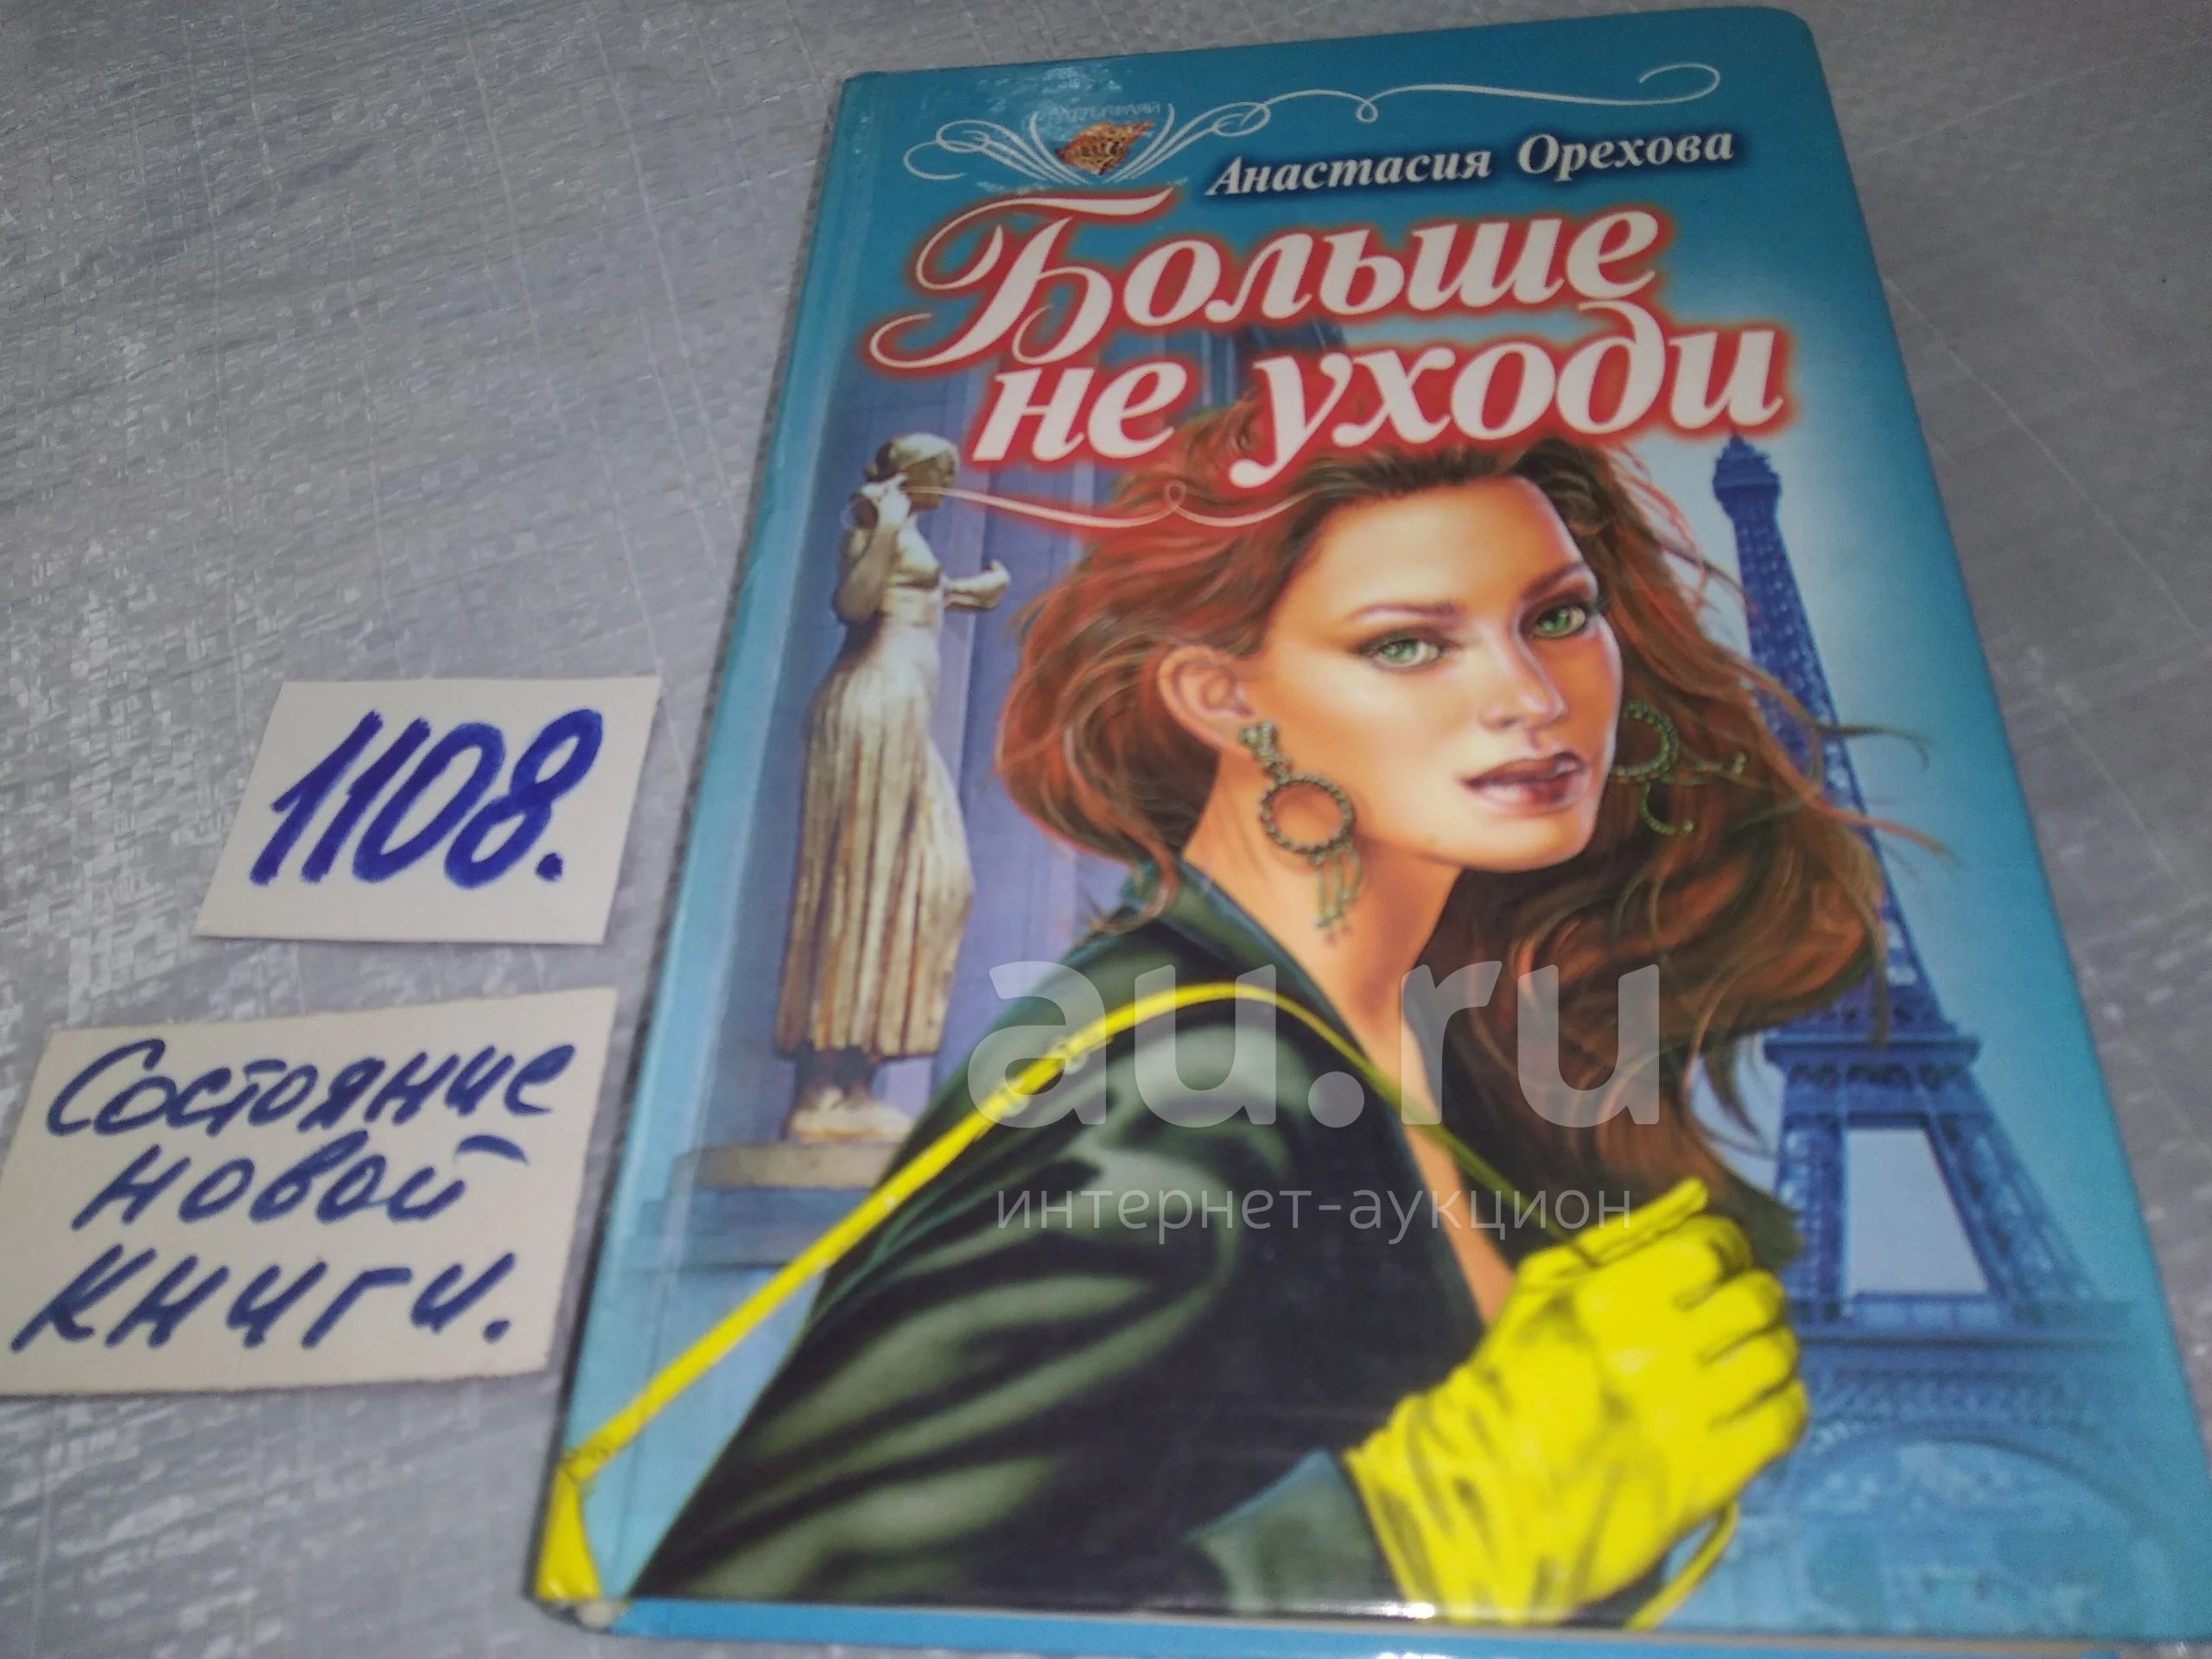 Анастасия Орехова
Больше
не уходи
1108.
Состояние
новой
книги.
au.ru
интернет-аукцион